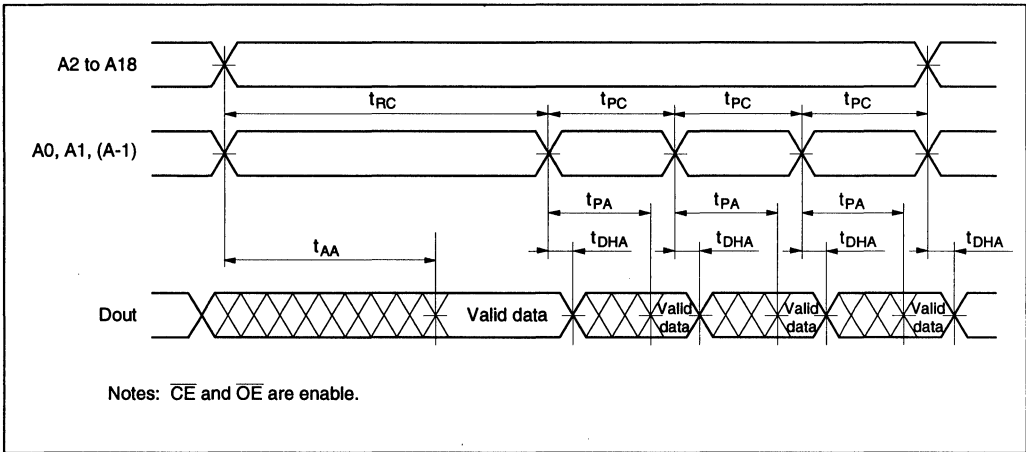 A2 to A18
tRC tPC tPC tPC
A0, A1, (A-1)
tPA tPA tPA
tAA tDHA tDHA tDHA tDHA
Dout Valid data Valid data Valid data Valid data
Notes: CE and OE are enable.